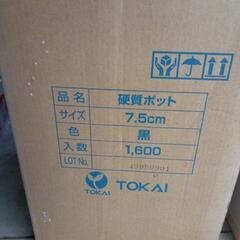 品名 硬質ポット
サイズ 7.5cm
色 黒
入数 1,600
LOT No.
TOKAI TOKAI